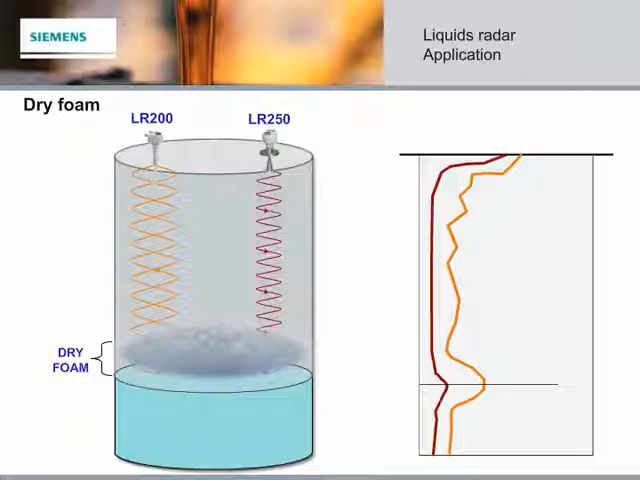 SIEMENS
Liquids radar
Application
Dry foam
LR200
LR250
DRY
FOAM